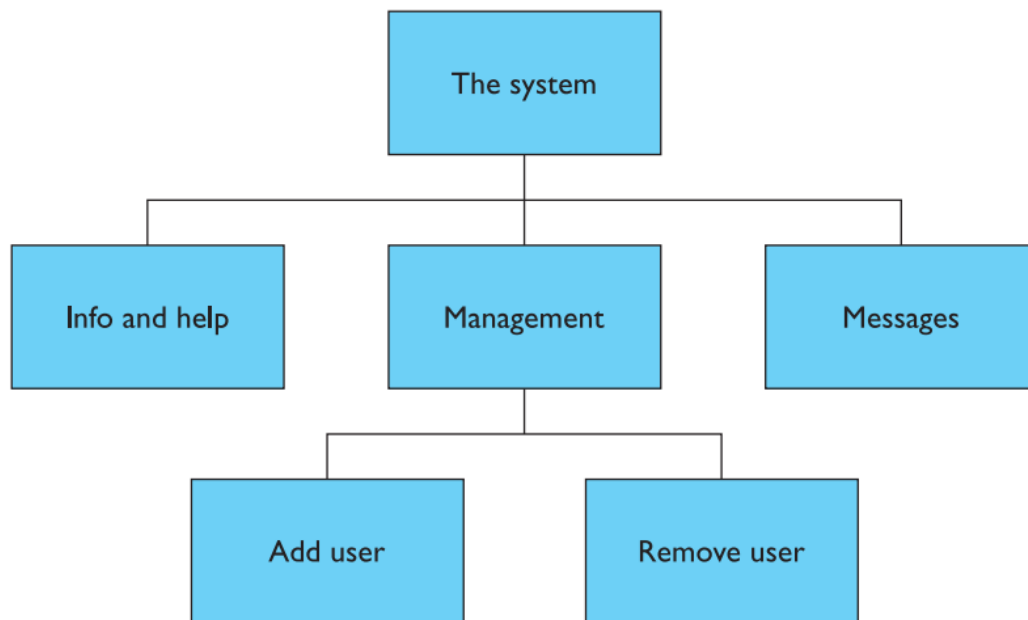 The system
Info and help
Management
Messages
Add user
Remove user